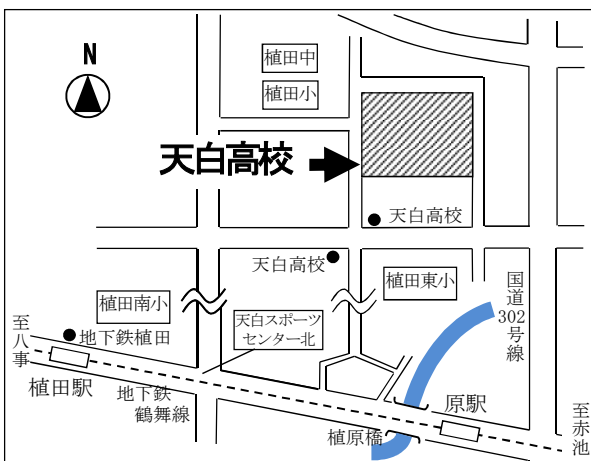 N
植田中
植田小
天白高校
天白高校
天白高校
植田東小
国道
302
号線
植田南小
天白スポーツ
センター北
至八事
地下鉄植田
植田駅
地下鉄
鶴舞線
原駅
植原橋
至赤池